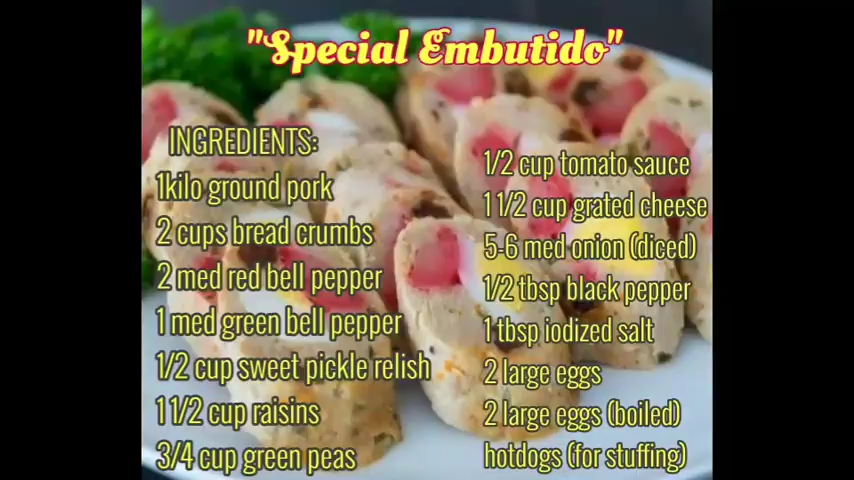 "Special Embutido"
INGREDIENTS:
1kilo ground pork
2 cups bread crumbs
2 med red bell pepper
1 med green bell pepper
1/2 cup sweet pickle relish
1 1/2 cup raisins
3/4 cup green peas
1/2 cup tomato sauce
1 1/2 cup grated cheese
5-6 med onion (diced)
1/2 tbsp black pepper
1 tbsp iodized salt
2 large eggs
2 large eggs (boiled)
hotdogs (for stuffing)